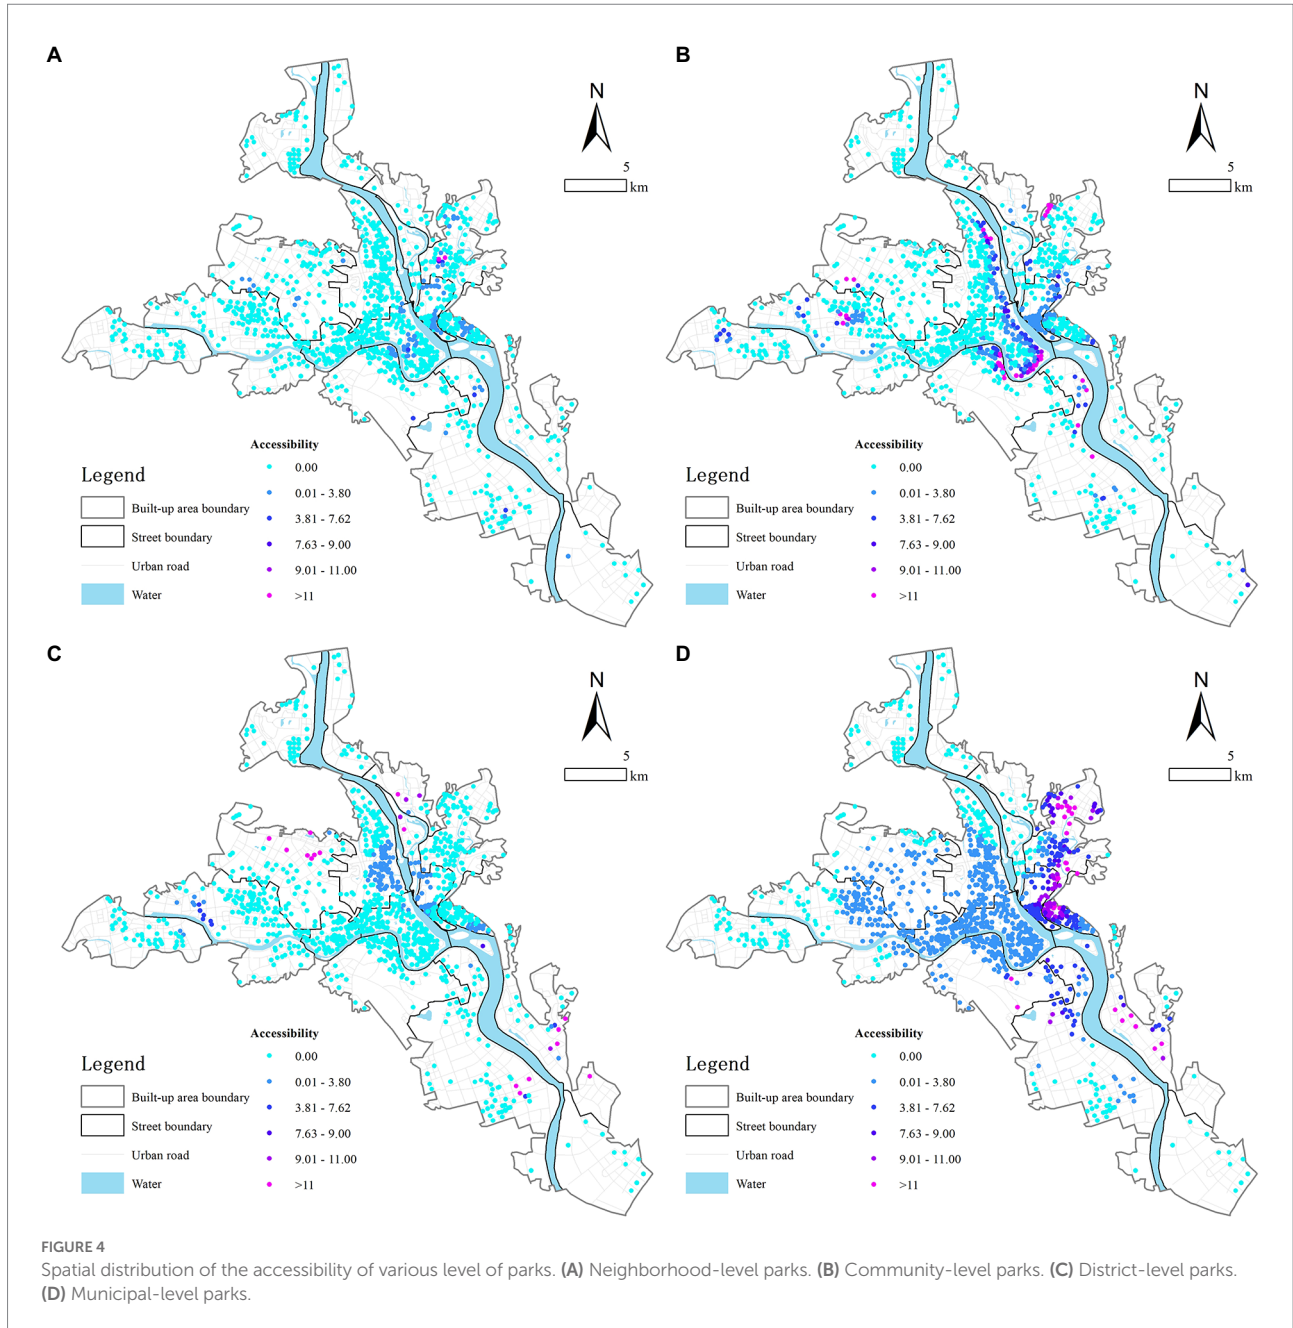 A
N
5
km
Accessibility
Legend
0.00
Built-up area boundary
0.01 - 3.80
3.81 - 7.62
Street boundary
7.63 - 9.00
Urban road
9.01 - 11.00
Water
>11
B
N
5
km
Accessibility
Legend
0.00
Built-up area boundary
0.01 - 3.80
3.81 - 7.62
Street boundary
7.63 - 9.00
Urban road
9.01 - 11.00
Water
>11
C
N
5
km
Accessibility
Legend
0.00
Built-up area boundary
0.01 - 3.80
3.81 - 7.62
Street boundary
7.63 - 9.00
Urban road
9.01 - 11.00
Water
>11
D
N
5
km
Accessibility
Legend
0.00
Built-up area boundary
0.01 - 3.80
3.81 - 7.62
Street boundary
7.63 - 9.00
Urban road
9.01 - 11.00
Water
>11
FIGURE 4
Spatial distribution of the accessibility of various level of parks. (A) Neighborhood-level parks. (B) Community-level parks. (C) District-level parks.
(D) Municipal-level parks.